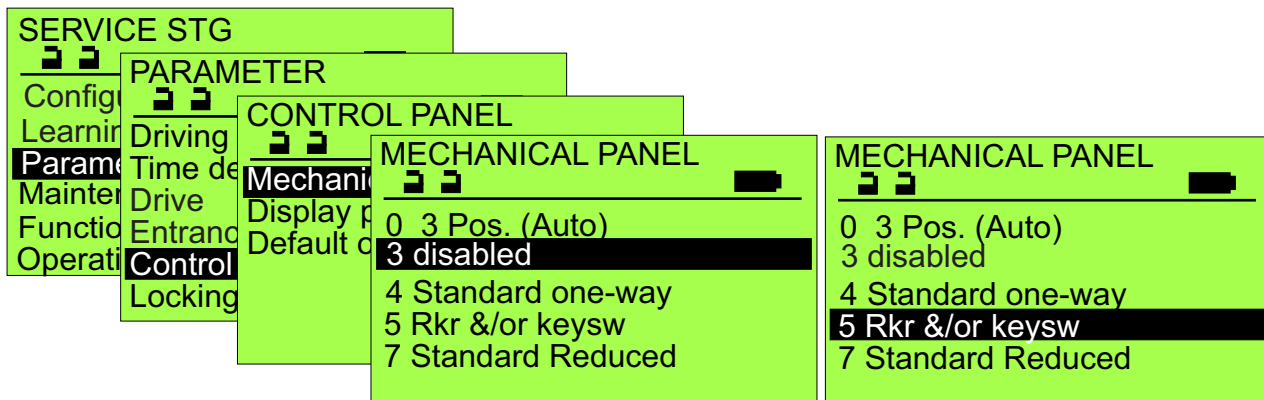 SERVICE STG
Configu
Learnin
Parame
Mainter
Functio
Operati
PARAMETER
Driving
Time de
Drive
Entranc
Control
Locking
CONTROL PANEL
Mechani
Display p
Default c
MECHANICAL PANEL
0 3 Pos. (Auto)
3 disabled
4 Standard one-way
5 Rkr &/or keysw
7 Standard Reduced
MECHANICAL PANEL
0 3 Pos. (Auto)
3 disabled
4 Standard one-way
5 Rkr &/or keysw
7 Standard Reduced